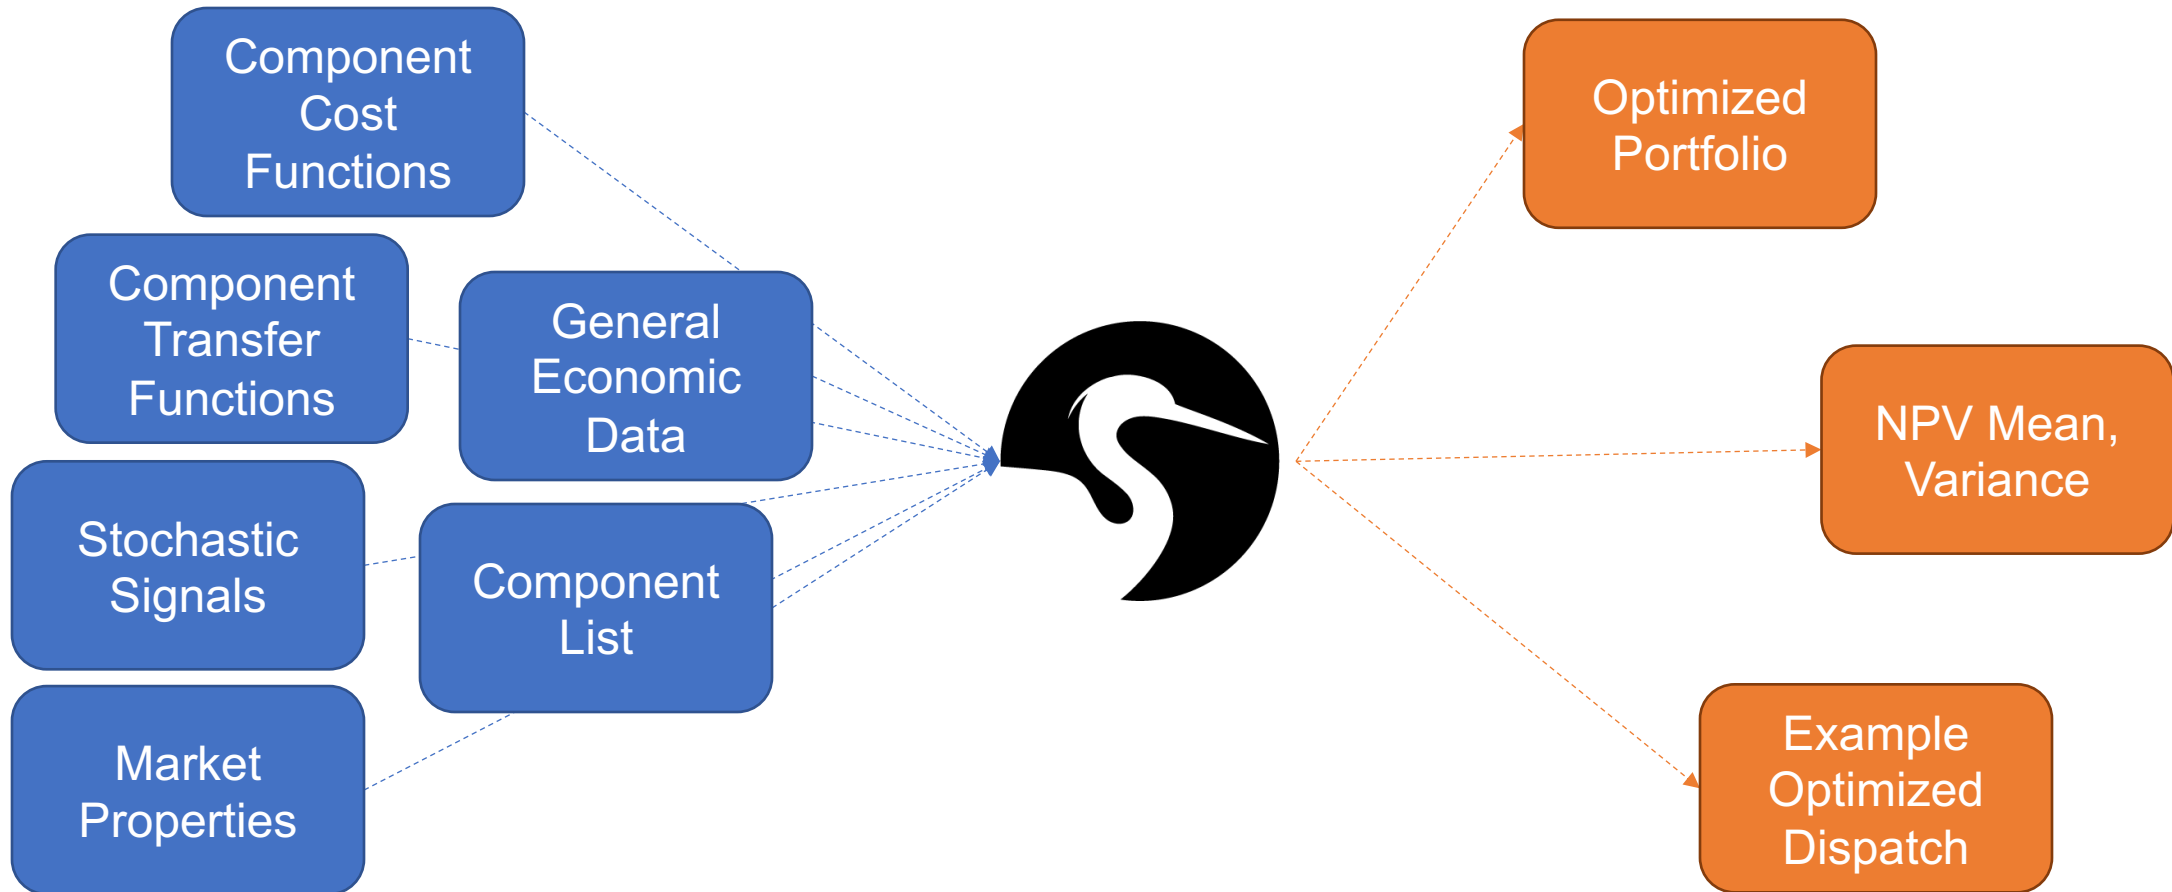 Component
Cost
Functions
Component
Transfer
Functions
General
Economic
Data
Stochastic
Signals
Component
List
Market
Properties
Optimized
Portfolio
NPV Mean,
Variance
Example
Optimized
Dispatch